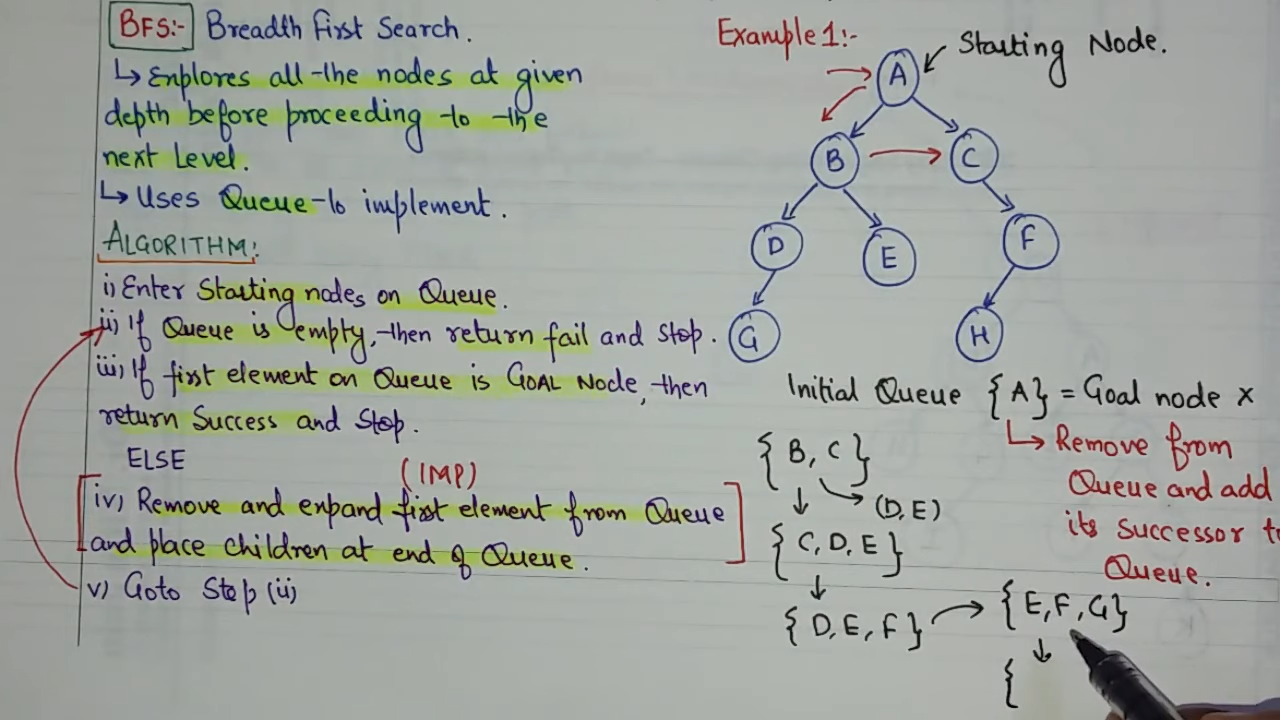 BFS:- Breadth First Search.
↳ Explores all the nodes at given
depth before proceeding to the
next Level.
↳ Uses Queue to implement.
ALGORITHM:
i) Enter Starting nodes on Queue.
ii) If Queue is empty, then return fail and stop.
iii) If first element on Queue is GOAL Node, then
return Success and Stop.
ELSE
(IMP)
iv) Remove and expand first element from Queue
and place children at end of Queue.
v) Goto Step (ii)
Example 1:-
Starting Node.
A
B C
D E F
G H
Initial Queue {A} = Goal node x
↳ Remove from
Queue and add
its successor to
Queue.
{B, C}
↓ → (D, E)
{C, D, E}
↓
{D, E, F} → {E, F, G}
↓
{